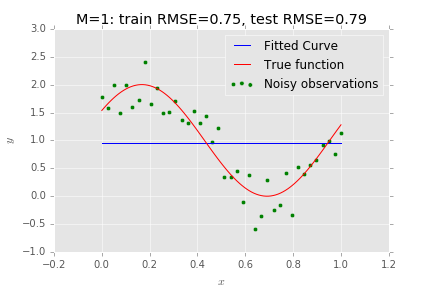 M=1: train RMSE=0.75, test RMSE=0.79
3.0
2.5
2.0
1.5
1.0
0.5
0.0
−0.5
−1.0
y
Fitted Curve
True function
Noisy observations
−0.2 0.0 0.2 0.4 0.6 0.8 1.0 1.2
x